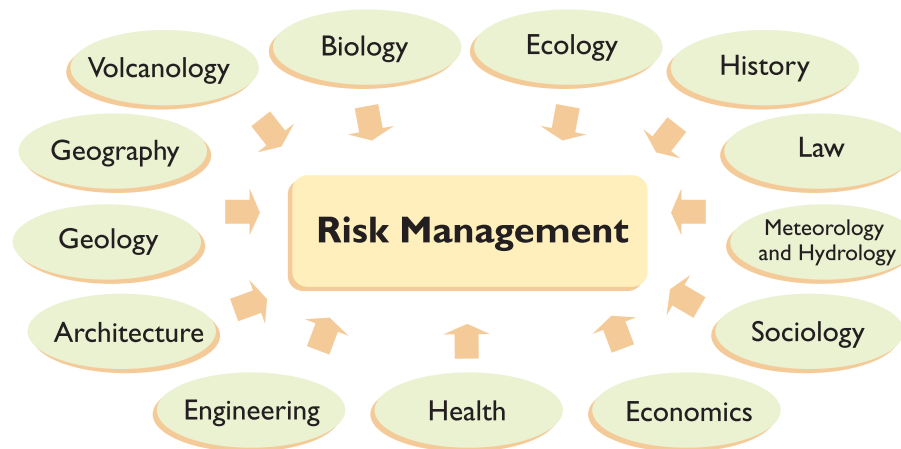 Biology
Ecology
Volcanology
History
Geography
Law
Risk Management
Geology
Meteorology
and Hydrology
Architecture
Sociology
Engineering
Health
Economics